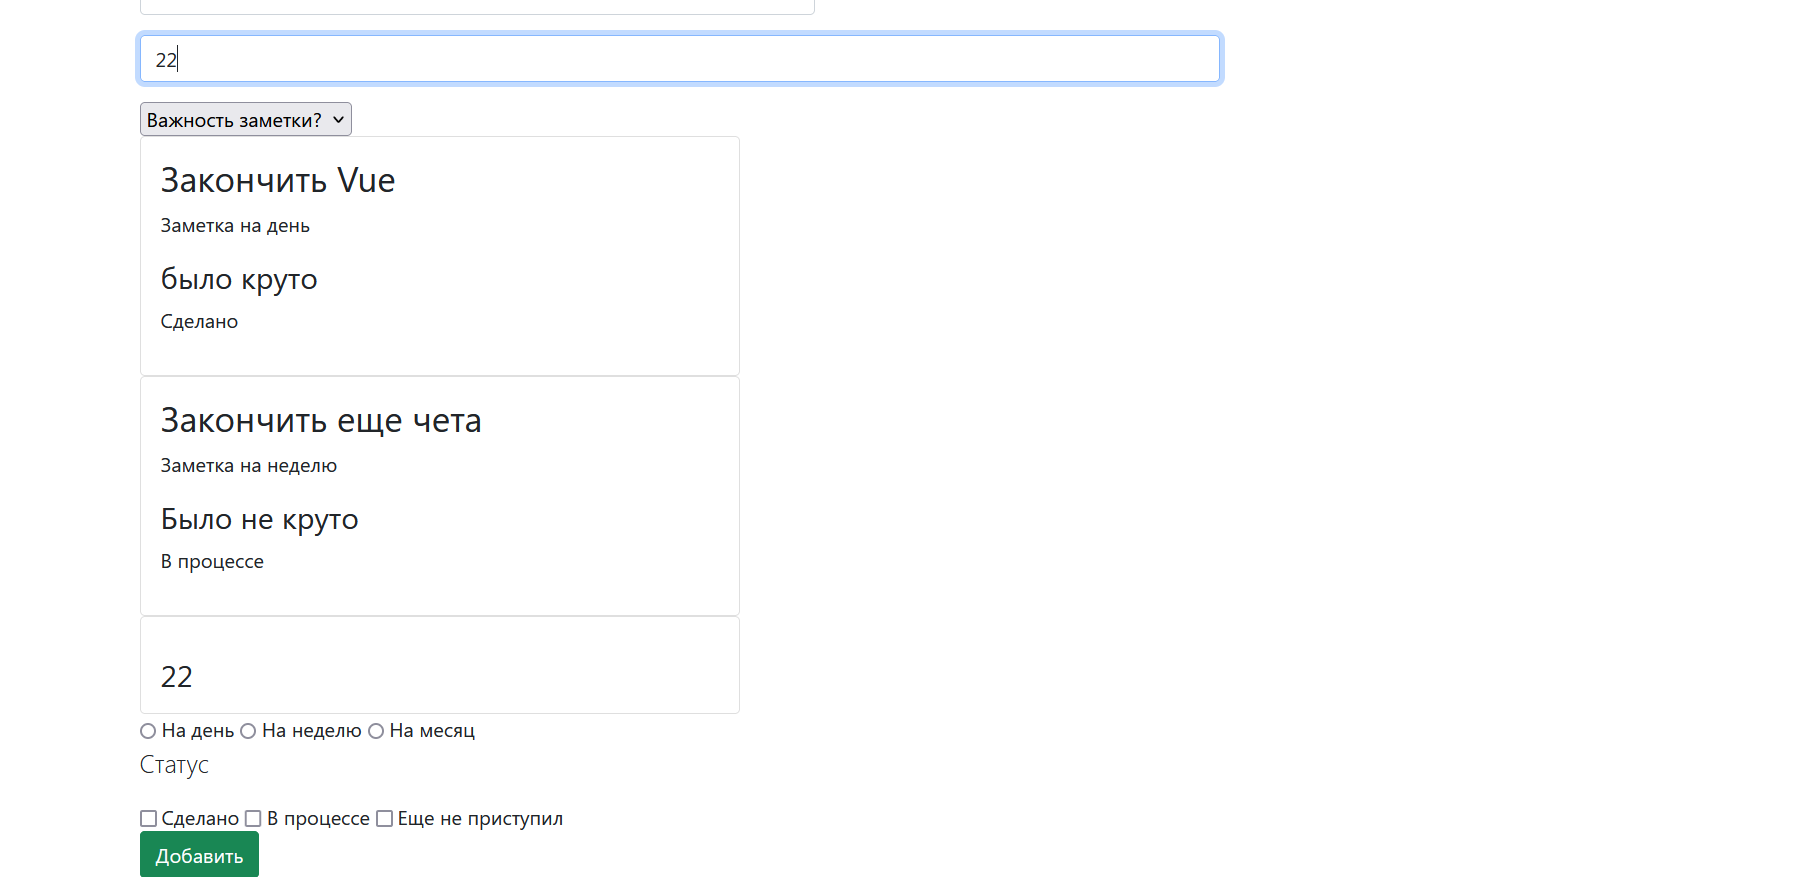 22
Важность заметки?
Закончить Vue
Заметка на день
было круто
Сделано
Закончить еще чета
Заметка на неделю
Было не круто
В процессе
22
На день На неделю На месяц
Статус
Сделано В процессе Еще не приступил
Добавить